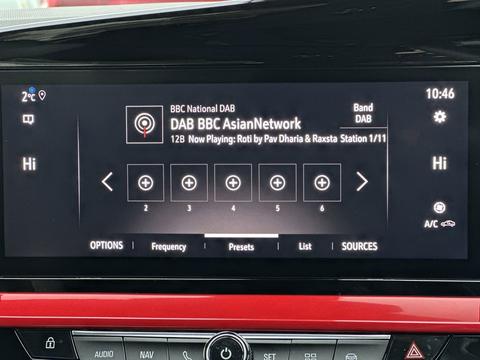 2°C
10:46
BBC National DAB
DAB BBC AsianNetwork
Band
DAB
12B Now Playing: Roti by Pav Dharia & Raxsta Station 1/11
Hi
Hi
2 3 4 5 6
A/C
OPTIONS Frequency Presets List SOURCES
AUDIO NAV SET